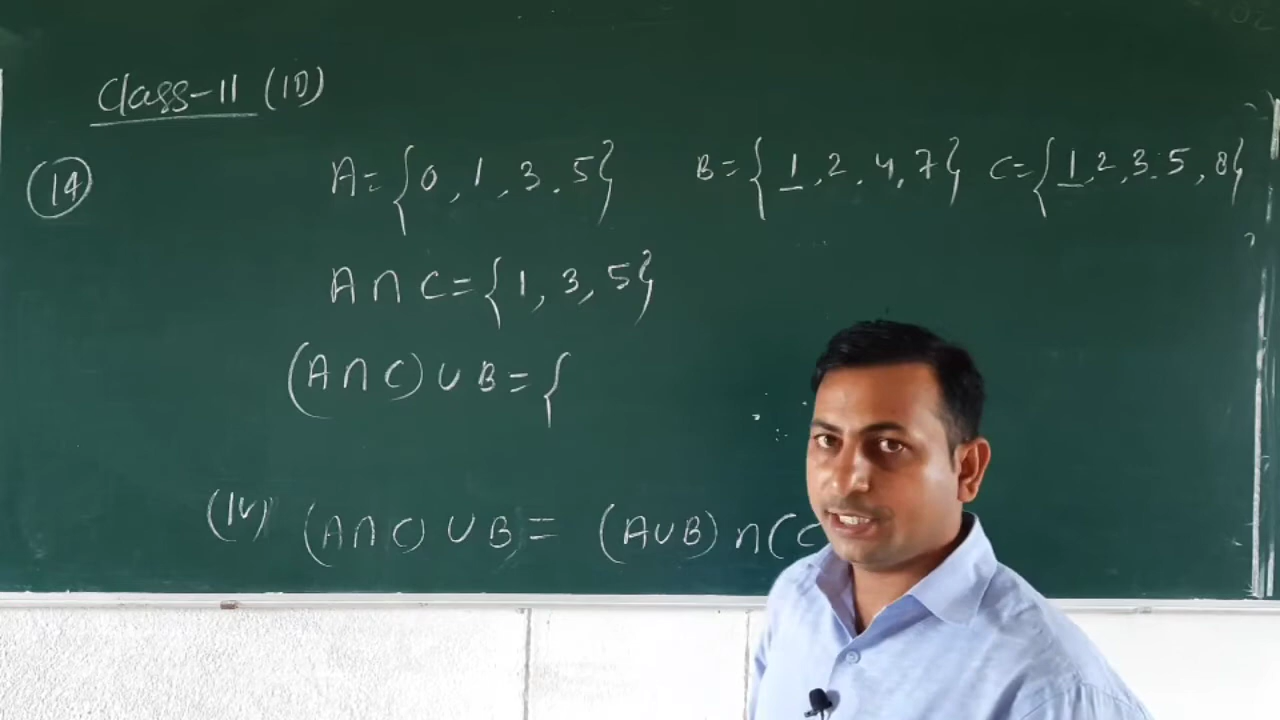 Class-11 (1D)
(14) A={0,1,3.5} B={1,2.4,7} C={1,2,3.5,8}
A∩C={1,3,5}
(A∩C)∪B={
(iv) (A∩C)∪B= (A∪B)∩(C